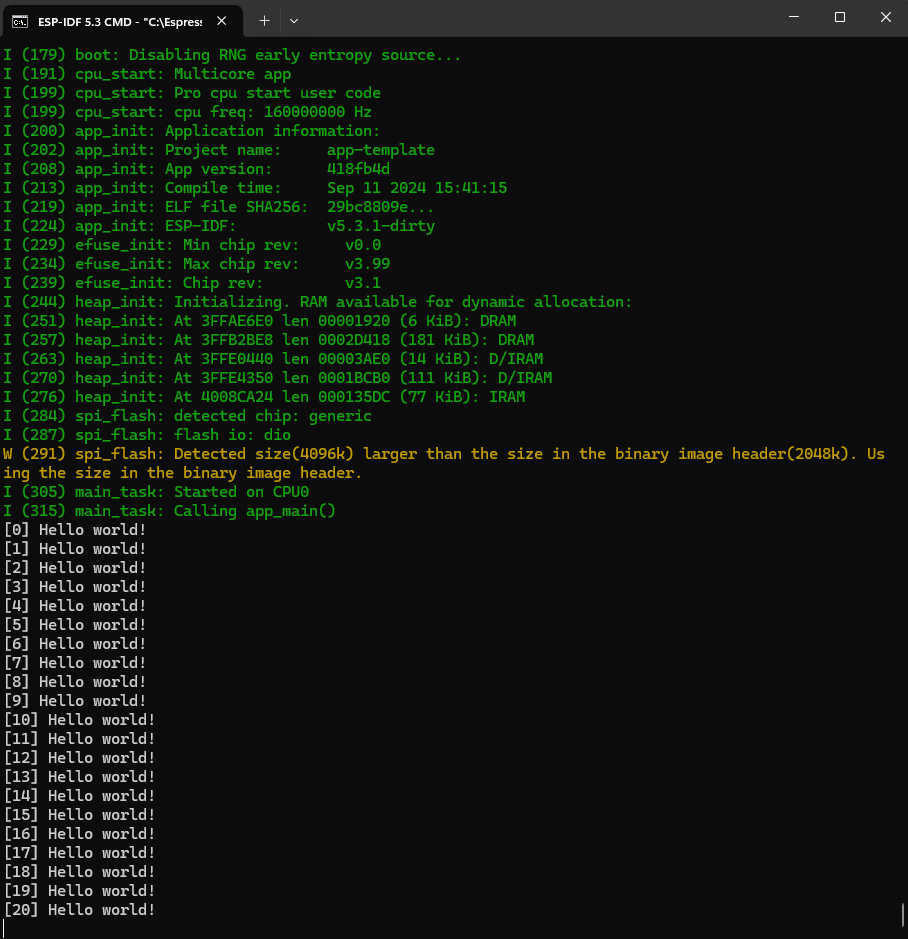 ESP-IDF 5.3 CMD - "C:\Espress
I (179) boot: Disabling RNG early entropy source...
I (191) cpu_start: Multicore app
I (199) cpu_start: Pro cpu start user code
I (199) cpu_start: cpu freq: 160000000 Hz
I (200) app_init: Application information:
I (202) app_init: Project name:     app-template
I (208) app_init: App version:      418fb4d
I (213) app_init: Compile time:     Sep 11 2024 15:41:15
I (219) app_init: ELF file SHA256:  29bc8809e...
I (224) app_init: ESP-IDF:          v5.3.1-dirty
I (229) efuse_init: Min chip rev:     v0.0
I (234) efuse_init: Max chip rev:     v3.99
I (239) efuse_init: Chip rev:         v3.1
I (244) heap_init: Initializing. RAM available for dynamic allocation:
I (251) heap_init: At 3FFAE6E0 len 00001920 (6 KiB): DRAM
I (257) heap_init: At 3FFB2BE8 len 0002D418 (181 KiB): DRAM
I (263) heap_init: At 3FFE0440 len 00003AE0 (14 KiB): D/IRAM
I (270) heap_init: At 3FFE4350 len 0001BCB0 (111 KiB): D/IRAM
I (276) heap_init: At 4008CA24 len 000135DC (77 KiB): IRAM
I (284) spi_flash: detected chip: generic
I (287) spi_flash: flash io: dio
W (291) spi_flash: Detected size(4096k) larger than the size in the binary image header(2048k). Us
ing the size in the binary image header.
I (305) main_task: Started on CPU0
I (315) main_task: Calling app_main()
[0] Hello world!
[1] Hello world!
[2] Hello world!
[3] Hello world!
[4] Hello world!
[5] Hello world!
[6] Hello world!
[7] Hello world!
[8] Hello world!
[9] Hello world!
[10] Hello world!
[11] Hello world!
[12] Hello world!
[13] Hello world!
[14] Hello world!
[15] Hello world!
[16] Hello world!
[17] Hello world!
[18] Hello world!
[19] Hello world!
[20] Hello world!